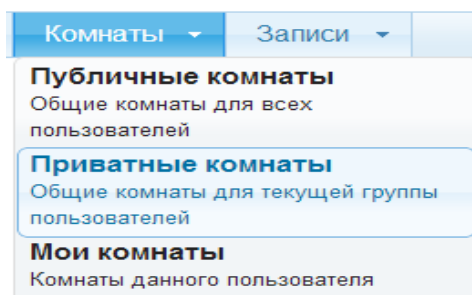 Комнаты Записи
Публичные комнаты
Общие комнаты для всех
пользователей
Приватные комнаты
Общие комнаты для текущей группы
пользователей
Мои комнаты
Комнаты данного пользователя